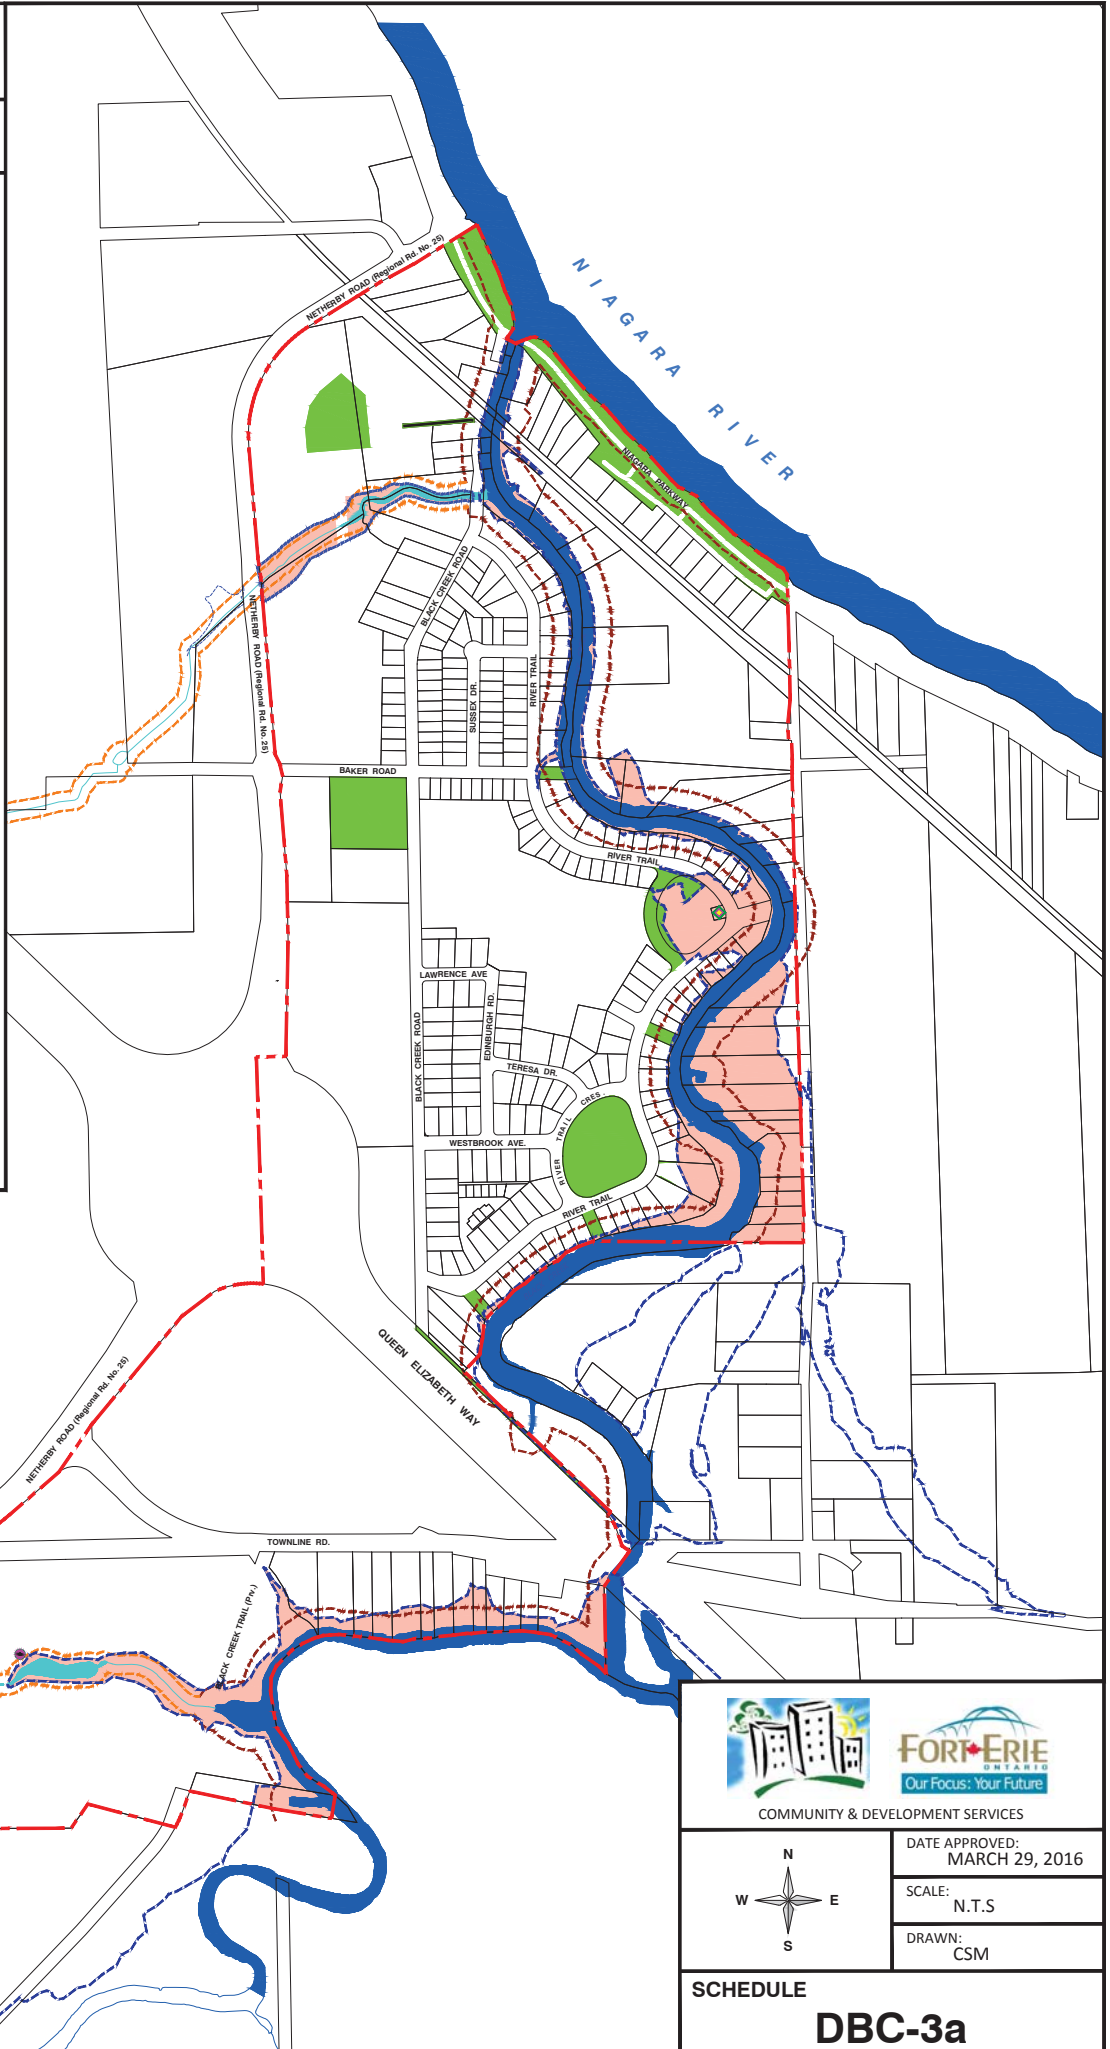 NETHERBY ROAD (Regional Rd. No. 25)
NIAGARA RIVER
NIAGARA PARKWAY
BLACK CREEK ROAD
NETHERBY ROAD (Regional Rd. No. 25)
SUSSEX DR.
RIVER TRAIL
BAKER ROAD
RIVER TRAIL
LAWRENCE AVE
EDINBURGH RD.
BLACK CREEK ROAD
TERESA DR.
RIVER TRAIL CRES.
WESTBROOK AVE.
RIVER TRAIL
QUEEN ELIZABETH WAY
NETHERBY ROAD (Regional Rd. No. 25)
TOWNLINE RD.
BLACK CREEK TRAIL (Prv.)
FORT ERIE
ONTARIO
Our Focus: Your Future
COMMUNITY & DEVELOPMENT SERVICES
N
W E
S
DATE APPROVED:
MARCH 29, 2016
SCALE:
N.T.S
DRAWN:
CSM
SCHEDULE
DBC-3a